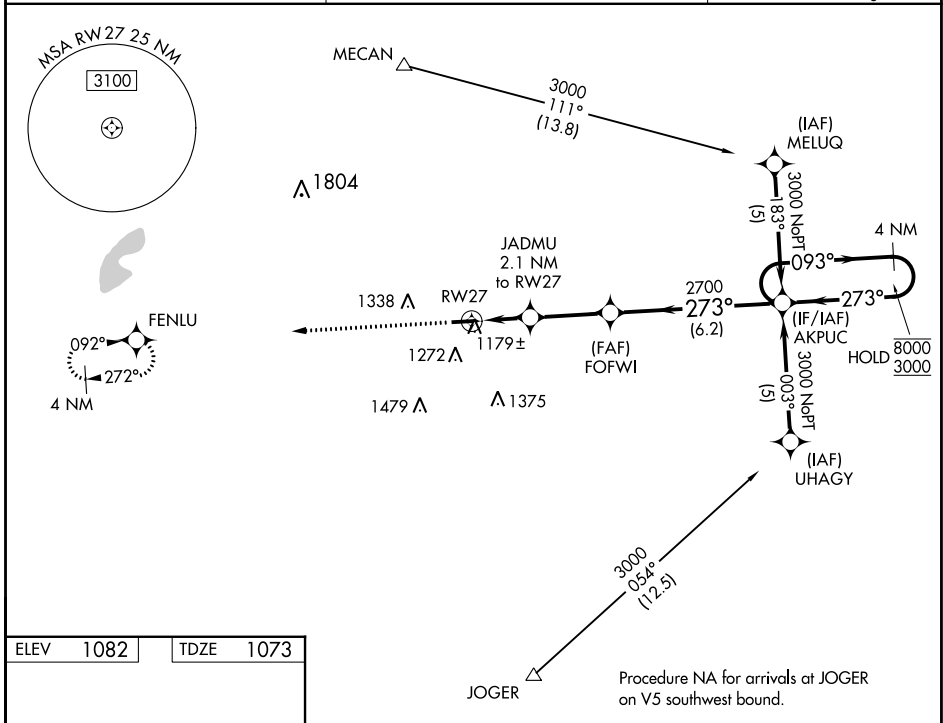 MSA RW27 25 NM
3100
MECAN
3000
111°
(13.8)
(IAF)
MELUQ
3000 NoPT
183°
(5)
4 NM
093°
1804
JADMU
2.1 NM
to RW27
RW27
1338
2700
273°
(6.2)
273°
(IF/IAF)
AKPUC
HOLD
8000
3000
FENLU
092°
272°
4 NM
1272
1179±
(FAF)
FOFWI
3000 NoPT
003°
(5)
1479
1375
(IAF)
UHAGY
3000
054°
(12.5)
ELEV 1082
TDZE 1073
JOGER
Procedure NA for arrivals at JOGER
on V5 southwest bound.